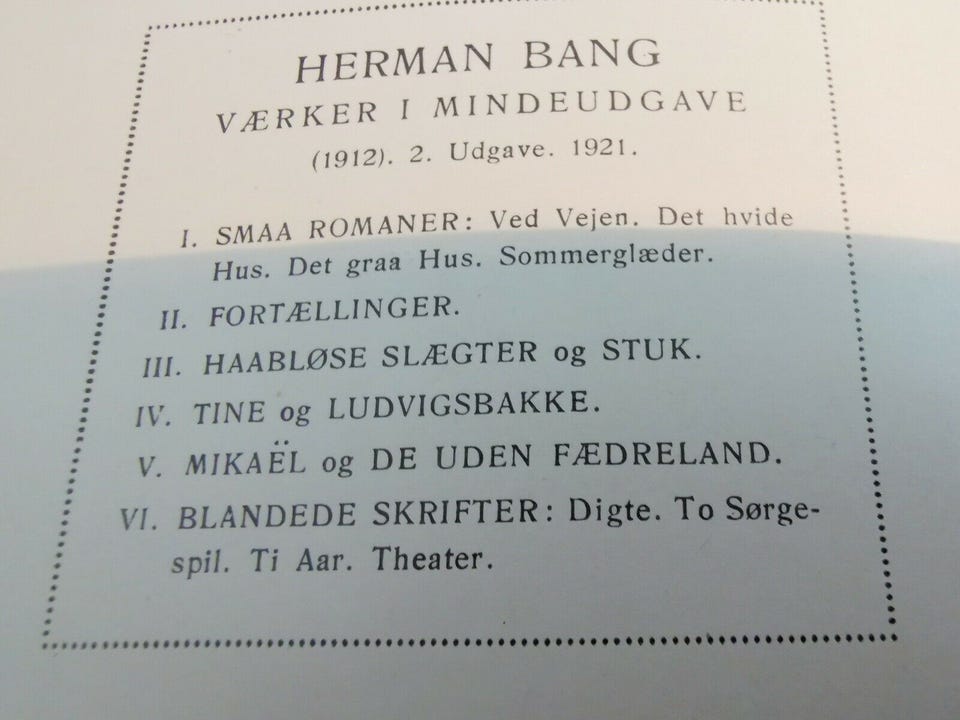 HERMAN BANG
VÆRKER I MINDEUDGAVE
(1912). 2. Udgave. 1921.
I. SMAA ROMANER: Ved Vejen. Det hvide
Hus. Det graa Hus. Sommerglæder.
II. FORTÆLLINGER.
III. HAABLØSE SLÆGTER og STUK.
IV. TINE og LUDVIGSBAKKE.
V. MIKAËL og DE UDEN FÆDRELAND.
VI. BLANDEDE SKRIFTER: Digte. To Sørge-
spil. Ti Aar. Theater.